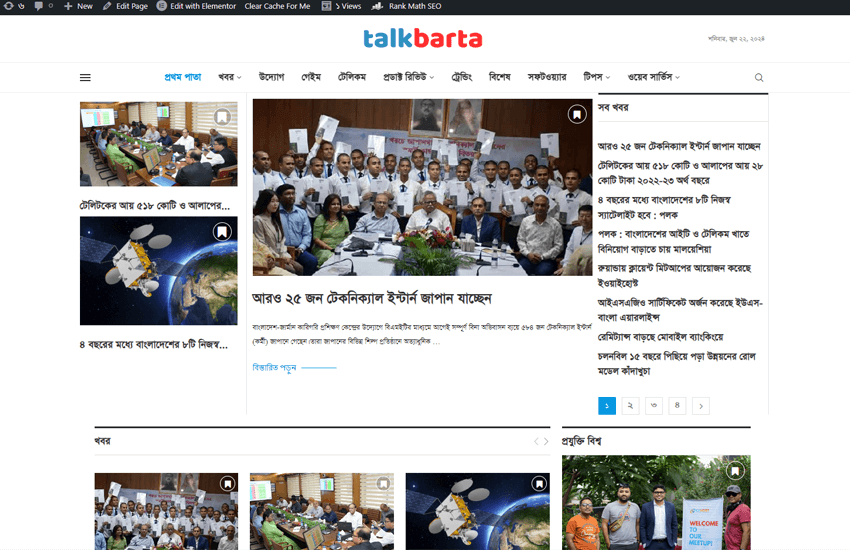 ৬
0
New
Edit Page
Edit with Elementor
Clear Cache For Me
১ Views
Rank Math SEO
talkbarta
শনিবার, জুন ২২, ২০২৪
প্রথম পাতা
খবর
উদ্যোগ
গেইম
টেলিকম
প্রডাক্ট রিভিউ
ট্রেন্ডিং
বিশেষ
সফটওয়্যার
টিপস
ওয়েব সার্ভিস
টেলিটকের আয় ৫১৮ কোটি ও আলাপের...
৪ বছরের মধ্যে বাংলাদেশের ৮টি নিজস্ব...
আরও ২৫ জন টেকনিক্যাল ইন্টার্ন জাপান যাচ্ছেন
বাংলাদেশ-জার্মান কারিগরি প্রশিক্ষণ কেন্দ্রের উদ্যোগে বিএমইটির মাধ্যমে আগেই সম্পূর্ণ বিনা অভিবাসন ব্যয়ে ৫৮৪ জন টেকনিক্যাল ইন্টার্ন
(কর্মী) জাপানে গেছেন। তারা জাপানের বিভিন্ন শিল্প প্রতিষ্ঠানে অত্যাধুনিক ...
বিস্তারিত পড়ুন
সব খবর
আরও ২৫ জন টেকনিক্যাল ইন্টার্ন জাপান যাচ্ছেন
টেলিটকের আয় ৫১৮ কোটি ও আলাপের আয় ২৮
কোটি টাকা ২০২২-২৩ অর্থ বছরে
৪ বছরের মধ্যে বাংলাদেশের ৮টি নিজস্ব
স্যাটেলাইট হবে : পলক
পলক : বাংলাদেশের আইটি ও টেলিকম খাতে
বিনিয়োগ বাড়াতে চায় মালয়েশিয়া
রুয়ান্ডায় ক্লায়েন্ট মিটআপের আয়োজন করেছে
ইওয়াইহোস্ট
আইএসএজিও সার্টিফিকেট অর্জন করেছে ইউএস-
বাংলা এয়ারলাইন্স
রেমিট্যান্স বাড়ছে মোবাইল ব্যাংকিংয়ে
চলনবিল ১৫ বছরে পিছিয়ে পড়া উন্নয়নের রোল
মডেল কাঁদাখুচা
১ ২ ৩ ৪
খবর
প্রযুক্তি বিশ্ব
WELCOME
TO
OUR
MEETUP!